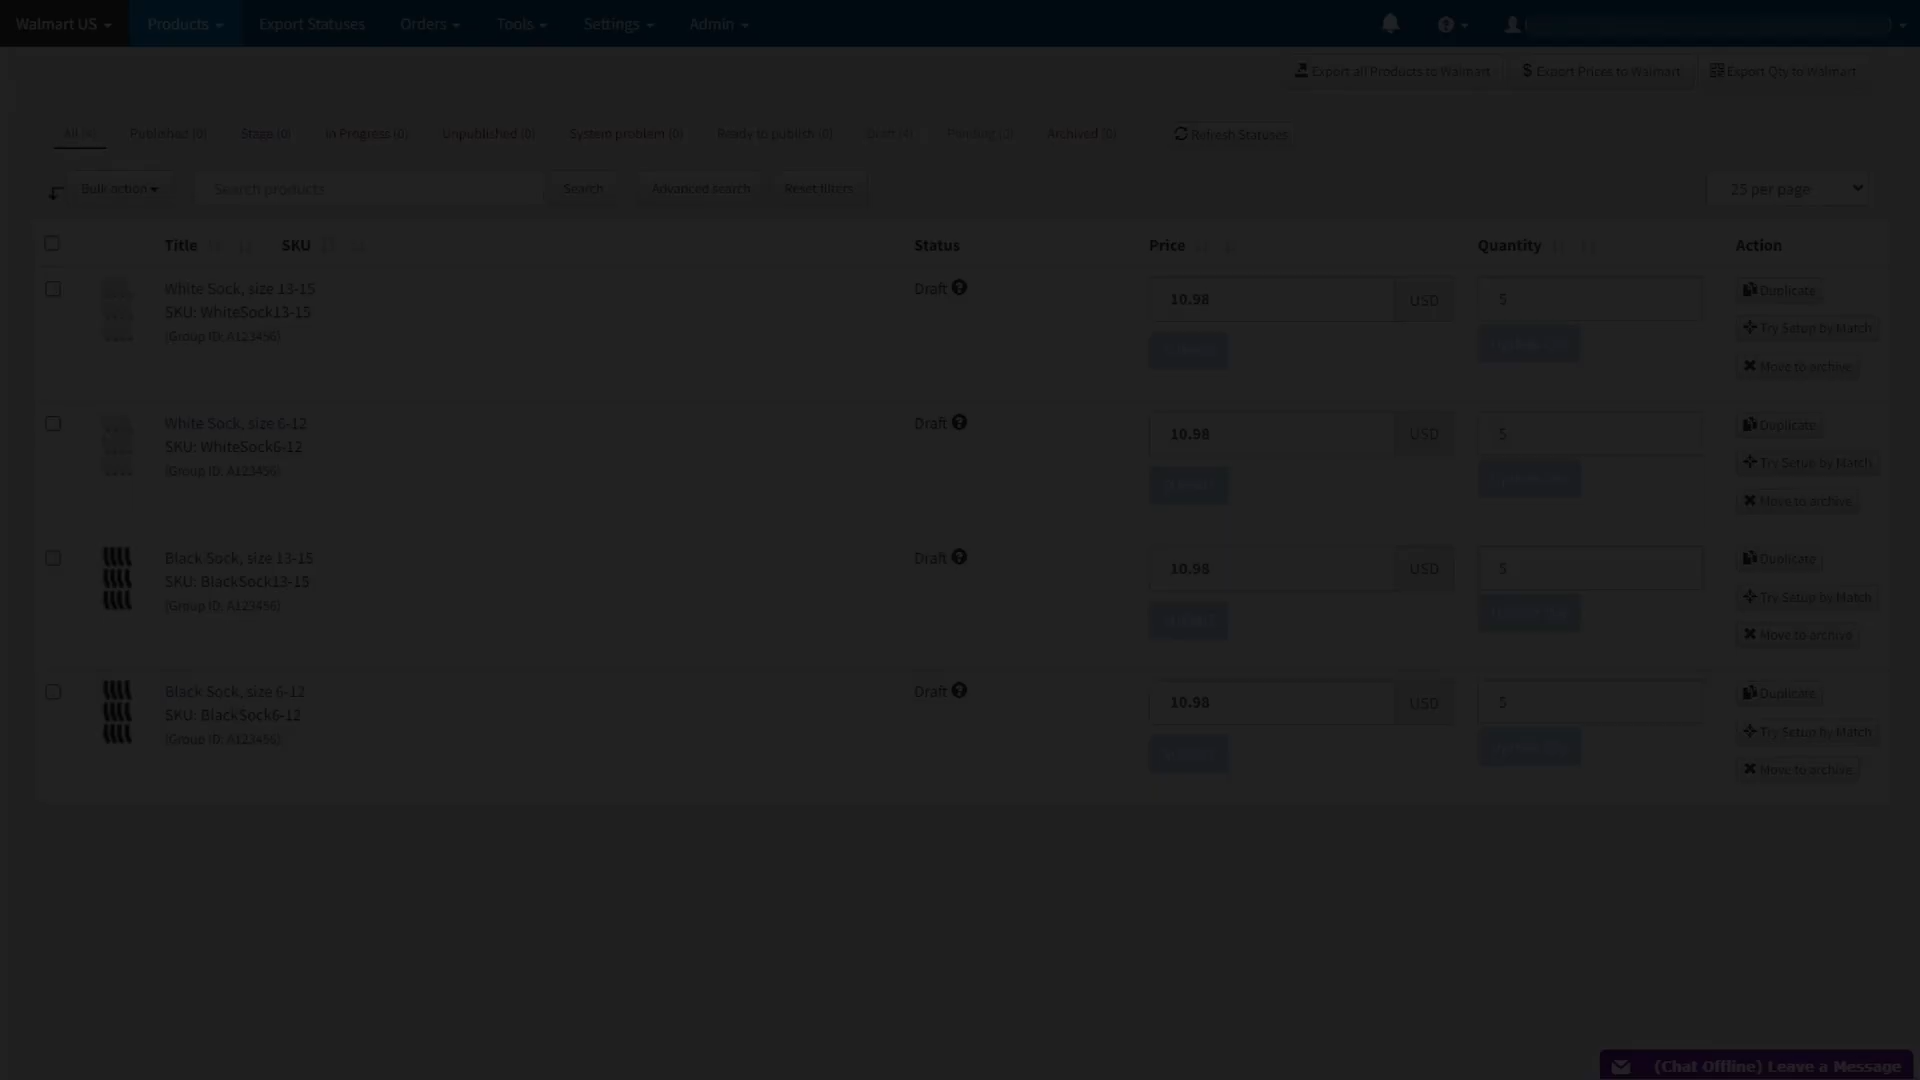 Walmart US Products Export Statuses Orders Tools Settings Admin
Export all Products to Walmart $ Export Prices to Walmart Export Qty to Walmart
All (4) Published (0) Stage (0) In Progress (0) Unpublished (0) System problem (0) Ready to publish (0) Draft (4) Pending (0) Archived (0) Refresh Statuses
Bulk action Search products Search Advanced search Reset filters 25 per page
Title SKU Status Price Quantity Action
White Sock, size 13-15 Draft 10.98 USD 5 Duplicate
SKU: WhiteSock13-15 Try Setup by Match
(Group ID: A123456) Move to archive
White Sock, size 6-12 Draft 10.98 USD 5 Duplicate
SKU: WhiteSock6-12 Try Setup by Match
(Group ID: A123456) Move to archive
Black Sock, size 13-15 Draft 10.98 USD 5 Duplicate
SKU: BlackSock13-15 Try Setup by Match
(Group ID: A123456) Move to archive
Black Sock, size 6-12 Draft 10.98 USD 5 Duplicate
SKU: BlackSock6-12 Try Setup by Match
(Group ID: A123456) Move to archive
(Chat Offline) Leave a Message